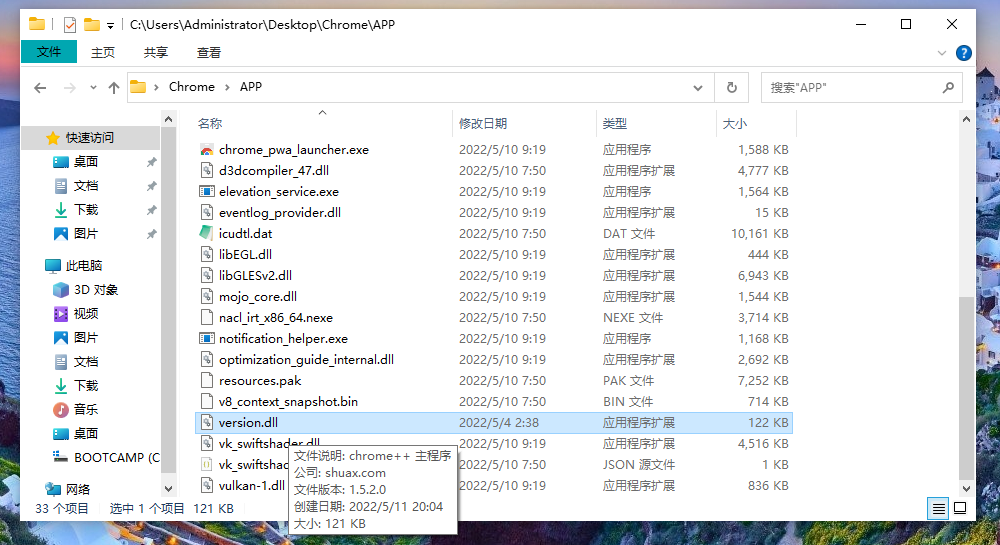 C:\Users\Administrator\Desktop\Chrome\APP
文件 主页 共享 查看
Chrome › APP 搜索"APP"
名称 修改日期 类型 大小
快速访问
桌面
文档
下载
图片
此电脑
3D 对象
视频
图片
文档
下载
音乐
桌面
BOOTCAMP (C
网络
chrome_pwa_launcher.exe 2022/5/10 9:19 应用程序 1,588 KB
d3dcompiler_47.dll 2022/5/10 7:50 应用程序扩展 4,777 KB
elevation_service.exe 2022/5/10 9:19 应用程序 1,564 KB
eventlog_provider.dll 2022/5/10 9:19 应用程序扩展 15 KB
icudtl.dat 2022/5/10 7:50 DAT 文件 10,161 KB
libEGL.dll 2022/5/10 9:19 应用程序扩展 444 KB
libGLESv2.dll 2022/5/10 9:19 应用程序扩展 6,943 KB
mojo_core.dll 2022/5/10 9:19 应用程序扩展 1,544 KB
nacl_irt_x86_64.nexe 2022/5/10 7:50 NEXE 文件 3,714 KB
notification_helper.exe 2022/5/10 9:19 应用程序 1,168 KB
optimization_guide_internal.dll 2022/5/10 9:19 应用程序扩展 2,692 KB
resources.pak 2022/5/10 7:50 PAK 文件 7,252 KB
v8_context_snapshot.bin 2022/5/10 7:50 BIN 文件 714 KB
version.dll 2022/5/4 2:38 应用程序扩展 122 KB
vk_swiftshader.dll 2022/5/10 9:19 应用程序扩展 4,516 KB
vk_swiftsha 2022/5/10 7:50 JSON 源文件 1 KB
vulkan-1.dll 2022/5/10 9:19 应用程序扩展 836 KB
文件说明: chrome++ 主程序
公司: shuax.com
文件版本: 1.5.2.0
创建日期: 2022/5/11 20:04
大小: 121 KB
33 个项目 选中 1 个项目 121 KB